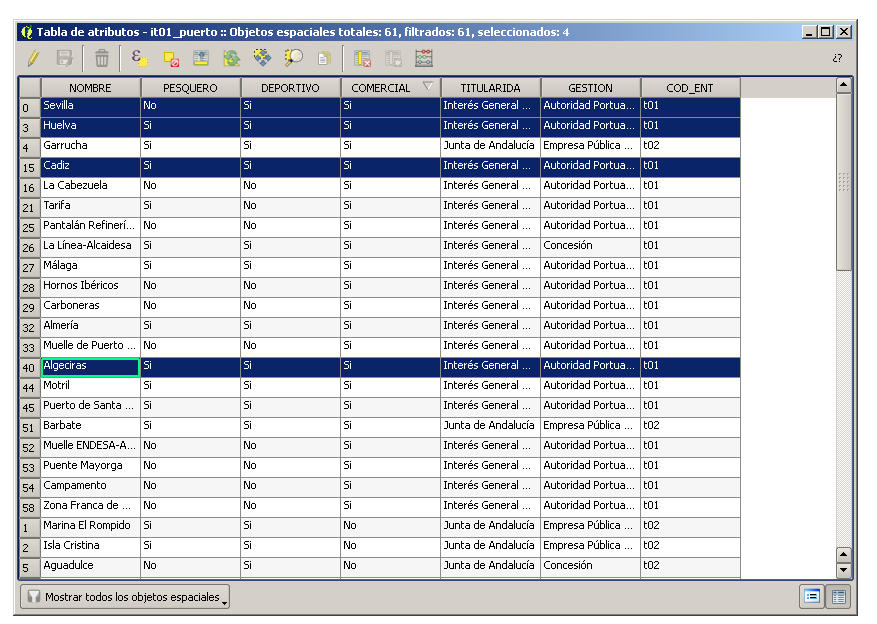 Tabla de atributos - it01_puerto :: Objetos espaciales totales: 61, filtrados: 61, seleccionados: 4
¿?
NOMBRE PESQUERO DEPORTIVO COMERCIAL TITULARIDA GESTION COD_ENT
0 Sevilla No Si Si Interés General ... Autoridad Portua... t01
3 Huelva Si Si Si Interés General ... Autoridad Portua... t01
4 Garrucha Si Si Si Junta de Andalucía Empresa Pública ... t02
15 Cadiz Si Si Si Interés General ... Autoridad Portua... t01
16 La Cabezuela No No Si Interés General ... Autoridad Portua... t01
21 Tarifa Si No Si Interés General ... Autoridad Portua... t01
25 Pantalán Refinerí... No No Si Interés General ... Autoridad Portua... t01
26 La Línea-Alcaidesa Si Si Si Interés General ... Concesión t01
27 Málaga Si Si Si Interés General ... Autoridad Portua... t01
28 Hornos Ibéricos No No Si Interés General ... Autoridad Portua... t01
29 Carboneras No No Si Interés General ... Autoridad Portua... t01
32 Almería Si Si Si Interés General ... Autoridad Portua... t01
33 Muelle de Puerto ... No No Si Interés General ... Autoridad Portua... t01
40 Algeciras Si Si Si Interés General ... Autoridad Portua... t01
44 Motril Si Si Si Interés General ... Autoridad Portua... t01
45 Puerto de Santa ... Si Si Si Interés General ... Autoridad Portua... t01
51 Barbate Si Si Si Junta de Andalucía Empresa Pública ... t02
52 Muelle ENDESA-A... No No Si Interés General ... Autoridad Portua... t01
53 Puente Mayorga No No Si Interés General ... Autoridad Portua... t01
54 Campamento No No Si Interés General ... Autoridad Portua... t01
58 Zona Franca de ... No No Si Interés General ... Autoridad Portua... t01
1 Marina El Rompido Si Si No Junta de Andalucía Empresa Pública ... t02
2 Isla Cristina Si Si No Junta de Andalucía Empresa Pública ... t02
5 Aguadulce No Si No Junta de Andalucía Concesión t02
Mostrar todos los objetos espaciales